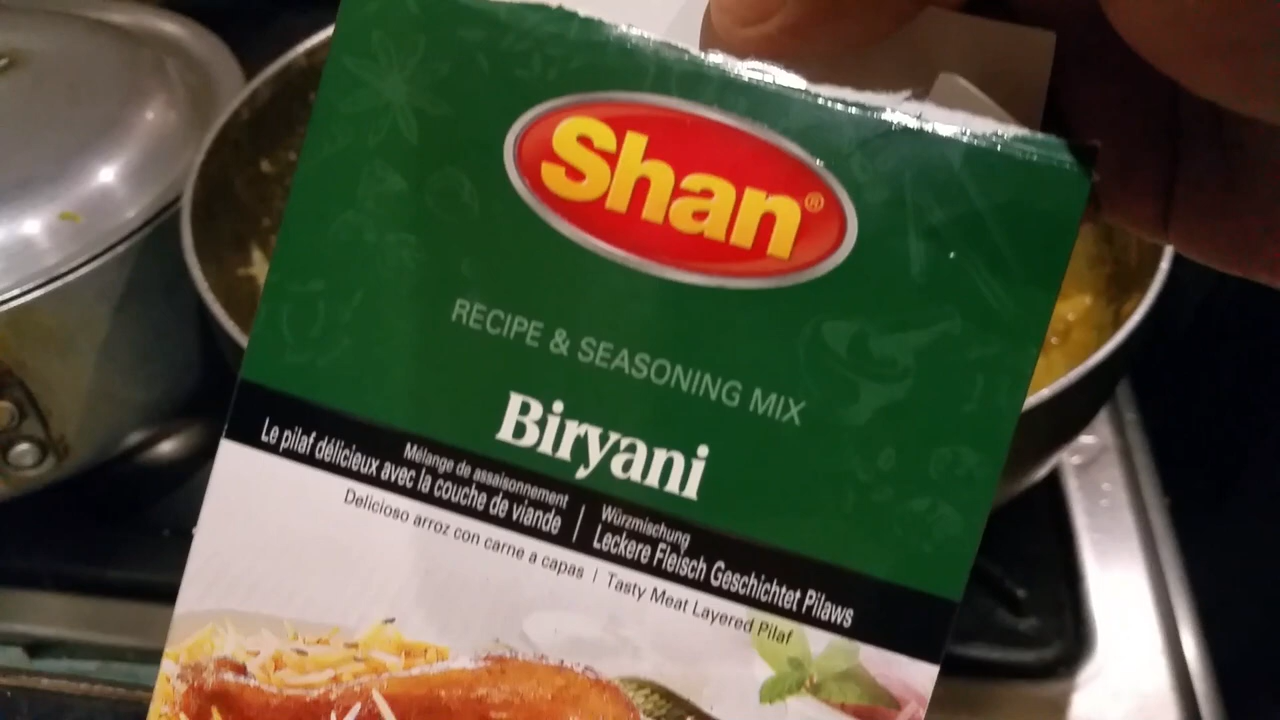 Shan®
RECIPE & SEASONING MIX
Biryani
Mélange de assaisonnement
Le pilaf délicieux avec la couche de viande
Würzmischung
Leckere Fleisch Geschichtet Pilaws
Delicioso arroz con carne a capas | Tasty Meat Layered Pilaf